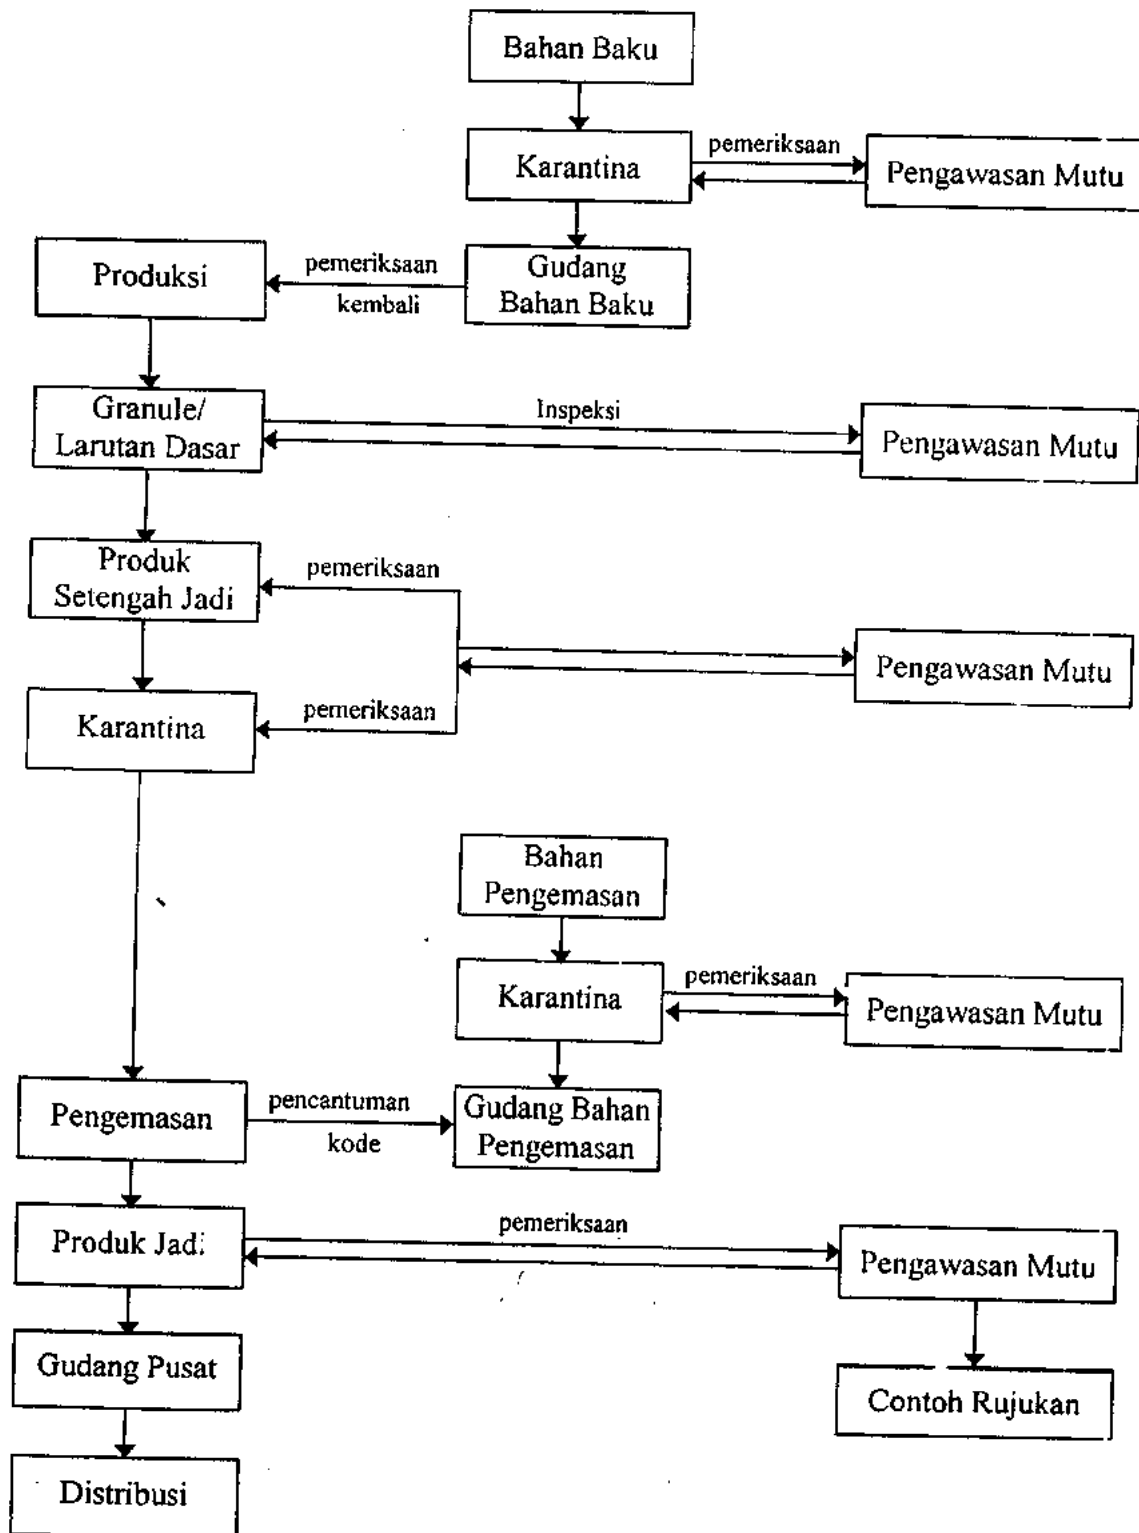 Bahan Baku
Karantina
pemeriksaan
Pengawasan Mutu
Produksi
pemeriksaan
kembali
Gudang
Bahan Baku
Granule/
Larutan Dasar
Inspeksi
Pengawasan Mutu
Produk
Setengah Jadi
pemeriksaan
Pengawasan Mutu
Karantina
pemeriksaan
Bahan
Pengemasan
Karantina
pemeriksaan
Pengawasan Mutu
Pengemasan
pencantuman
kode
Gudang Bahan
Pengemasan
Produk Jadi
pemeriksaan
Pengawasan Mutu
Gudang Pusat
Contoh Rujukan
Distribusi